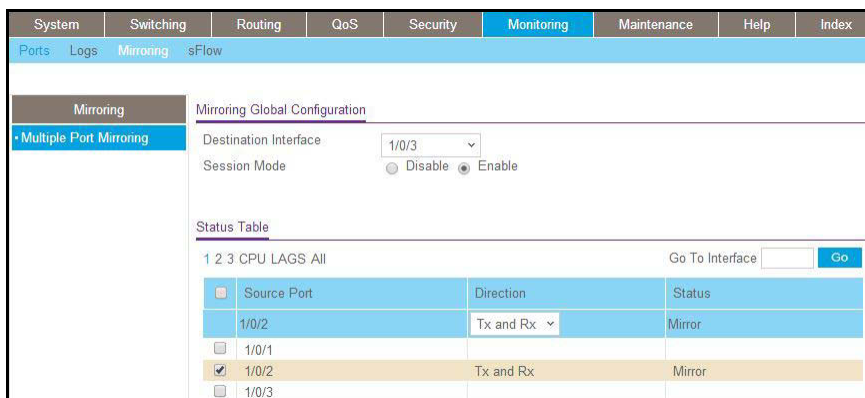 System Switching Routing QoS Security Monitoring Maintenance Help Index
Ports Logs Mirroring sFlow
Mirroring
Multiple Port Mirroring
Mirroring Global Configuration
Destination Interface 1/0/3
Session Mode Disable Enable
Status Table
1 2 3 CPU LAGS All Go To Interface Go
Source Port Direction Status
1/0/2 Tx and Rx Mirror
1/0/1
1/0/2 Tx and Rx Mirror
1/0/3